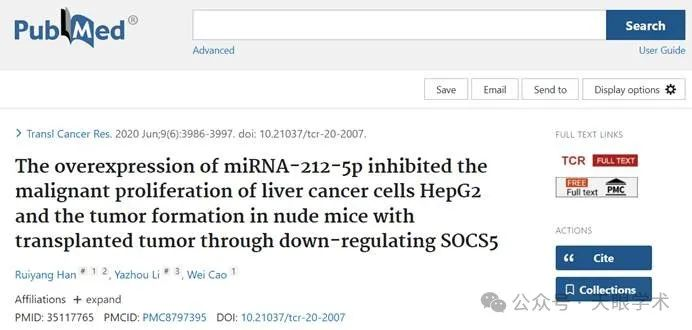 PubMed®
Search
Advanced
User Guide
Save
Email
Send to
Display options
Transl Cancer Res. 2020 Jun;9(6):3986-3997. doi: 10.21037/tcr-20-2007.
The overexpression of miRNA-212-5p inhibited the
malignant proliferation of liver cancer cells HepG2
and the tumor formation in nude mice with
transplanted tumor through down-regulating SOCS5
Ruiyang Han # 1 2, Yazhou Li # 3, Wei Cao 1
Affiliations + expand
PMID: 35117765 PMCID: PMC8797395 DOI: 10.21037/tcr-20-2007
FULL TEXT LINKS
TCR FULL TEXT
FREE Full text PMC
ACTIONS
Cite
Collections
公众号 · 天眼学术